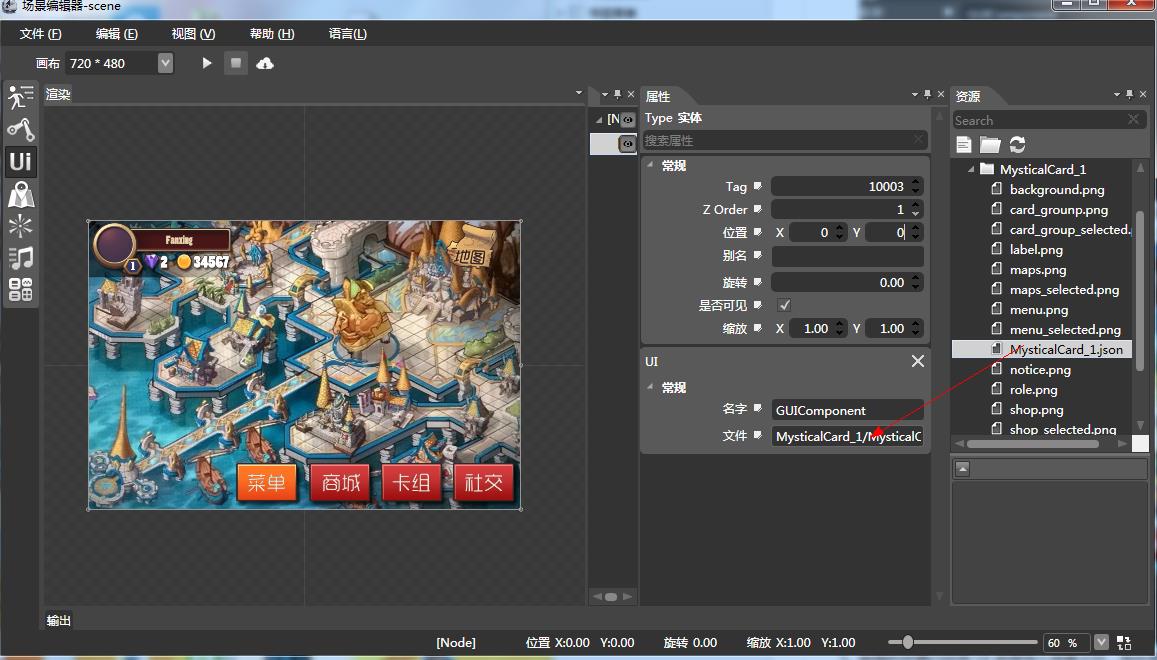 场景编辑器-scene
文件 (F) 编辑 (E) 视图 (V) 帮助 (H) 语言(L)
画布 720 * 480
渲染
Ui
Fanxing
1 2 34567
地图
菜单 商城 卡组 社交
[N
属性
Type 实体
搜索属性
常规
Tag 10003
Z Order 1
位置 X 0 Y 0
别名
旋转 0.00
是否可见
缩放 X 1.00 Y 1.00
UI
常规
名字 GUIComponent
文件 MysticalCard_1/MysticalC
资源
Search
MysticalCard_1
background.png
card_grounp.png
card_group_selected.
label.png
maps.png
maps_selected.png
menu.png
menu_selected.png
MysticalCard_1.json
notice.png
role.png
shop.png
shop_selected.png
输出
[Node] 位置 X:0.00 Y:0.00 旋转 0.00 缩放 X:1.00 Y:1.00 60 %